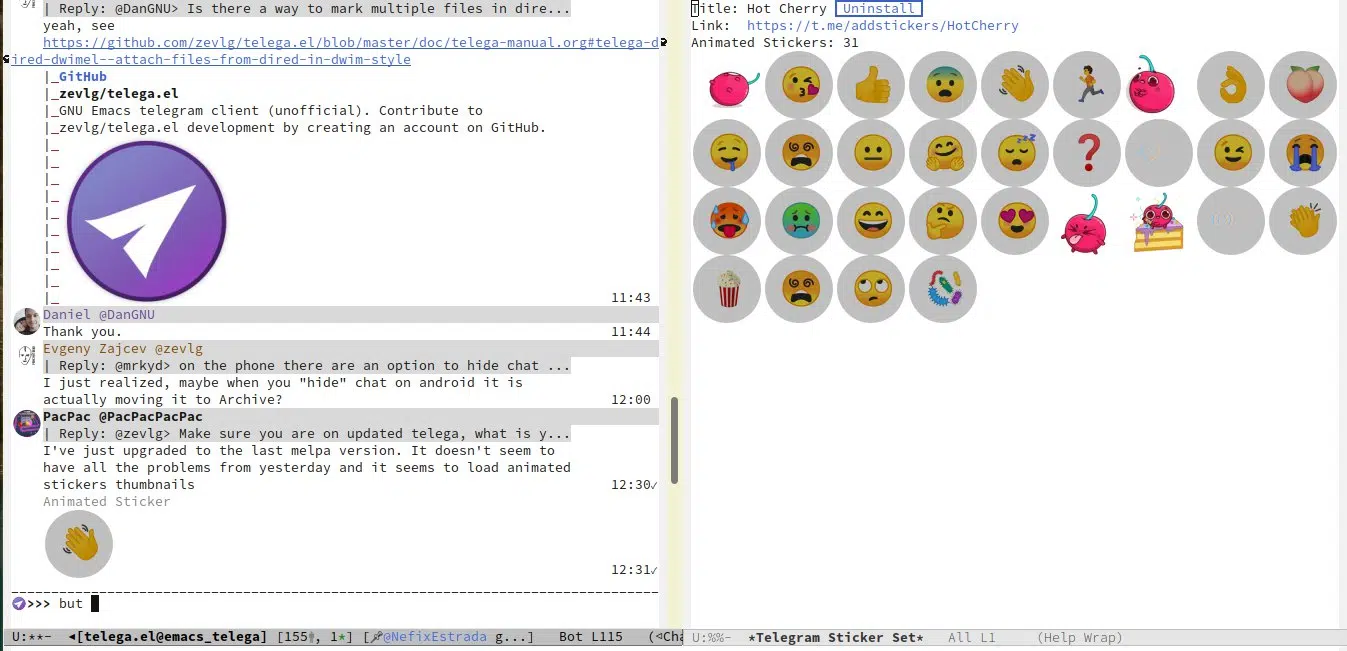 | Reply: @DanGNU> Is there a way to mark multiple files in dire...
yeah, see
https://github.com/zevlg/telega.el/blob/master/doc/telega-manual.org#telega-d
ired-dwimel--attach-files-from-dired-in-dwim-style
|_GitHub
|_zevlg/telega.el
|_GNU Emacs telegram client (unofficial). Contribute to
|_zevlg/telega.el development by creating an account on GitHub.
|_
|_
|_
|_
|_
|_
|_
|_
|_
|_ 11:43
Daniel @DanGNU
Thank you. 11:44
Evgeny Zajcev @zevlg
| Reply: @mrkyd> on the phone there are an option to hide chat ...
I just realized, maybe when you "hide" chat on android it is
actually moving it to Archive? 12:00
PacPac @PacPacPacPac
| Reply: @zevlg> Make sure you are on updated telega, what is y...
I've just upgraded to the last melpa version. It doesn't seem to
have all the problems from yesterday and it seems to load animated
stickers thumbnails 12:30✓
Animated Sticker
12:31✓
>>> but
U:**- ◂[telega.el@emacs_telega] [155, 1★] [@NefixEstrada g...] Bot L115 (◁Cha
Title: Hot Cherry Uninstall
Link: https://t.me/addstickers/HotCherry
Animated Stickers: 31
U:%%- *Telegram Sticker Set* All L1 (Help Wrap)